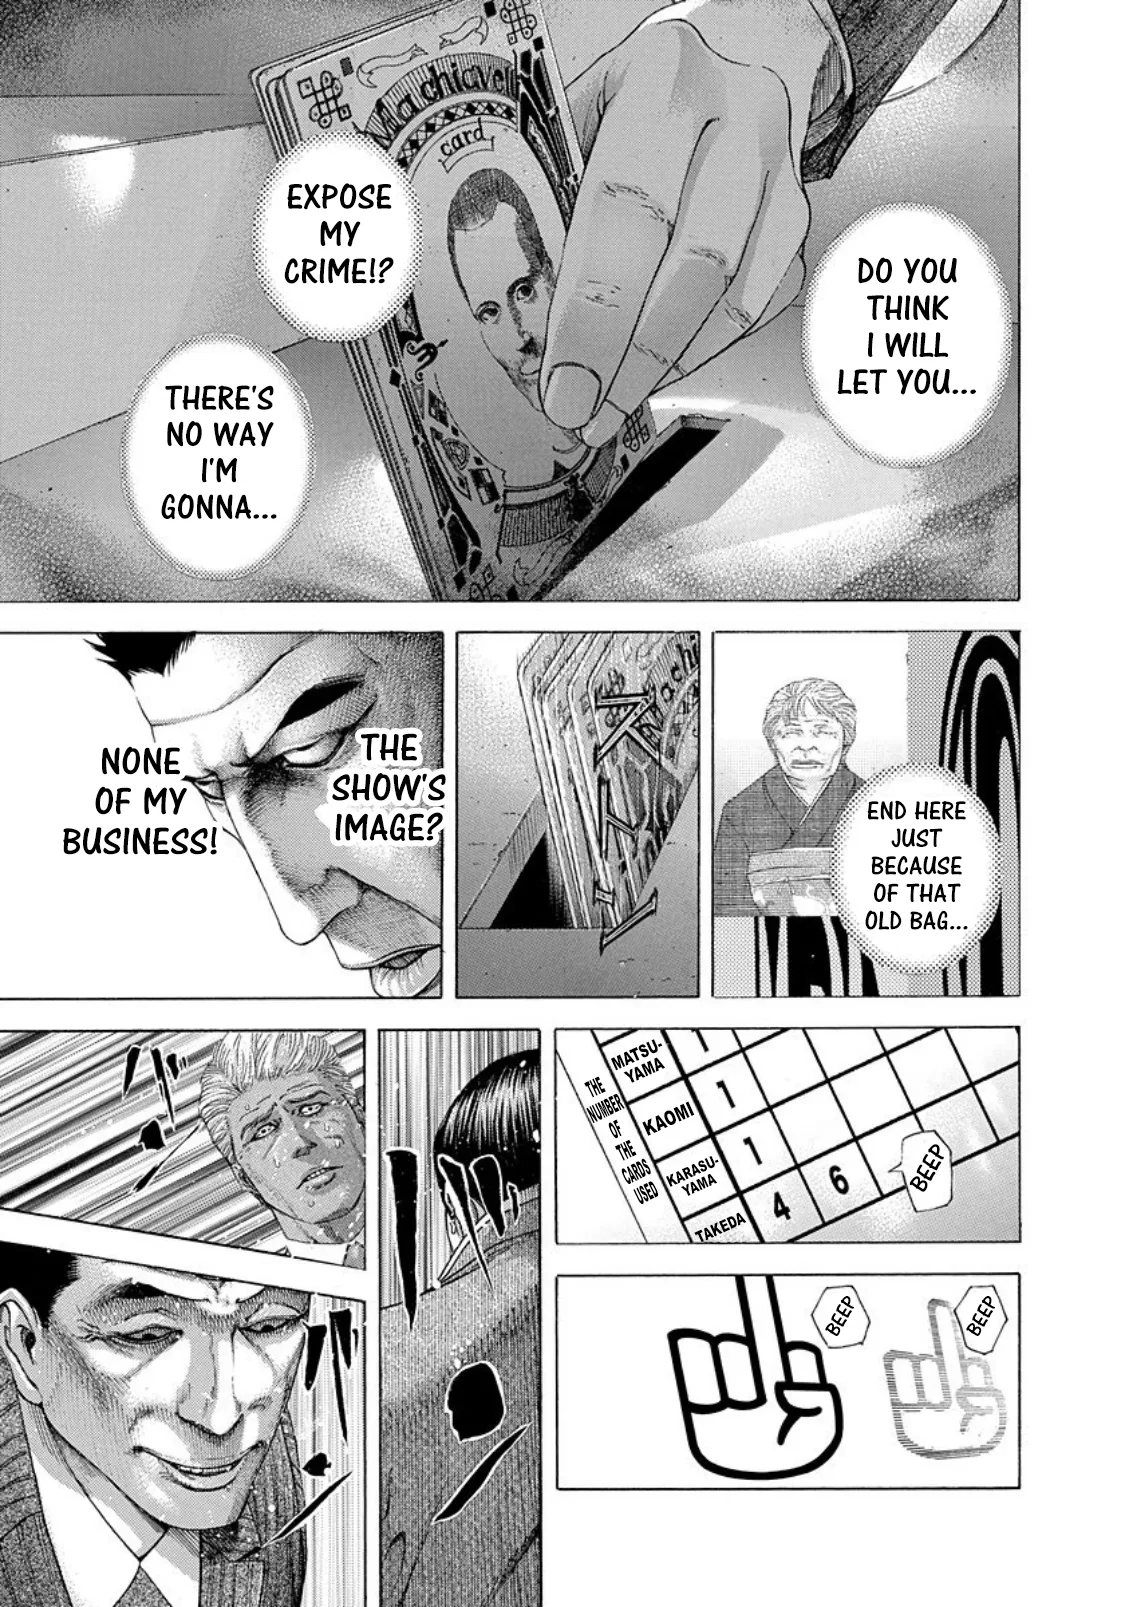 Machiavel
card
DO YOU
THINK
I WILL
LET YOU...
EXPOSE
MY
CRIME!?
THERE'S
NO WAY
I'M
GONNA...
END HERE
JUST
BECAUSE
OF THAT
OLD BAG...
achi
THE
SHOW'S
IMAGE?
NONE
OF MY
BUSINESS!
THE
NUMBER
OF
THE
CARDS
USED
MATSU-
YAMA
1
KAOMI
1
KARASU-
YAMA
1
TAKEDA
4
6
BEEP
BEEP
BEEP